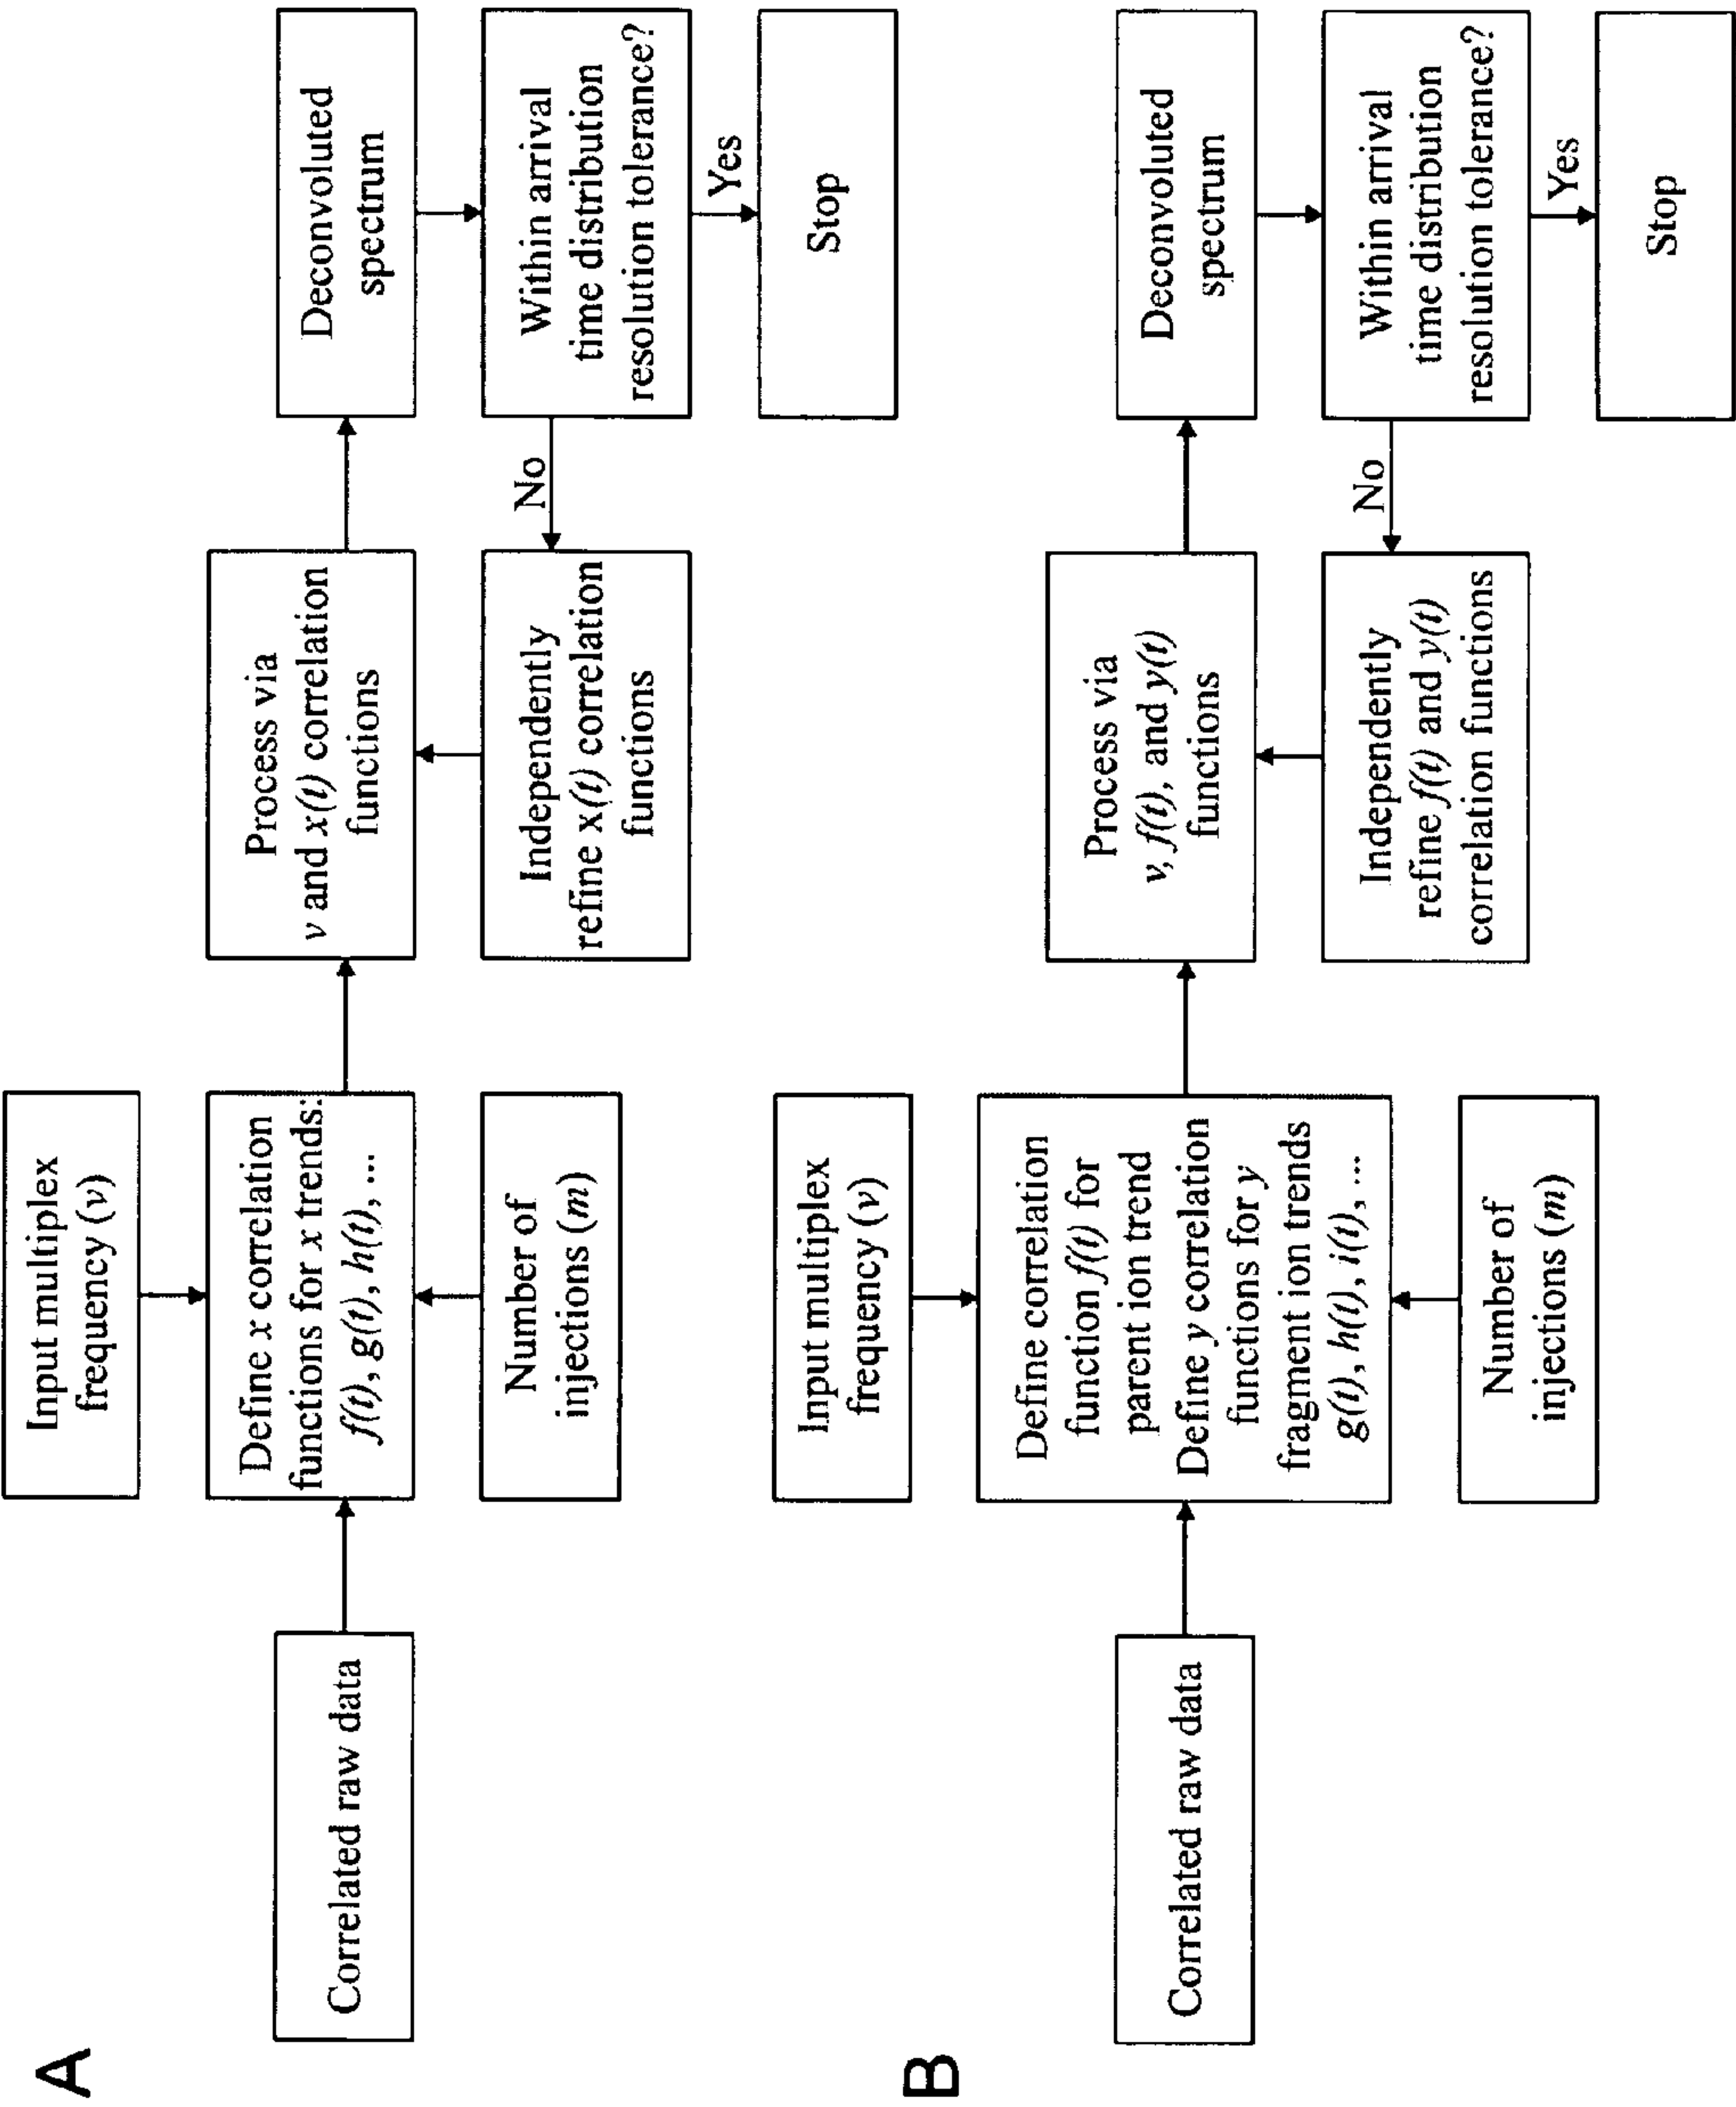 A
Input multiplex
frequency (v)
Correlated raw data
Define x correlation
functions for x trends:
f(t), g(t), h(t), ...
Number of
injections (m)
Process via
v and x(t) correlation
functions
Independently
refine x(t) correlation
functions
Deconvoluted
spectrum
Within arrival
time distribution
resolution tolerance?
No
Yes
Stop
B
Input multiplex
frequency (v)
Correlated raw data
Define correlation
function f(t) for
parent ion trend
Define y correlation
functions for y
fragment ion trends
g(t), h(t), i(t), ...
Number of
injections (m)
Process via
v, f(t), and y(t)
functions
Independently
refine f(t) and y(t)
correlation functions
Deconvoluted
spectrum
Within arrival
time distribution
resolution tolerance?
No
Yes
Stop